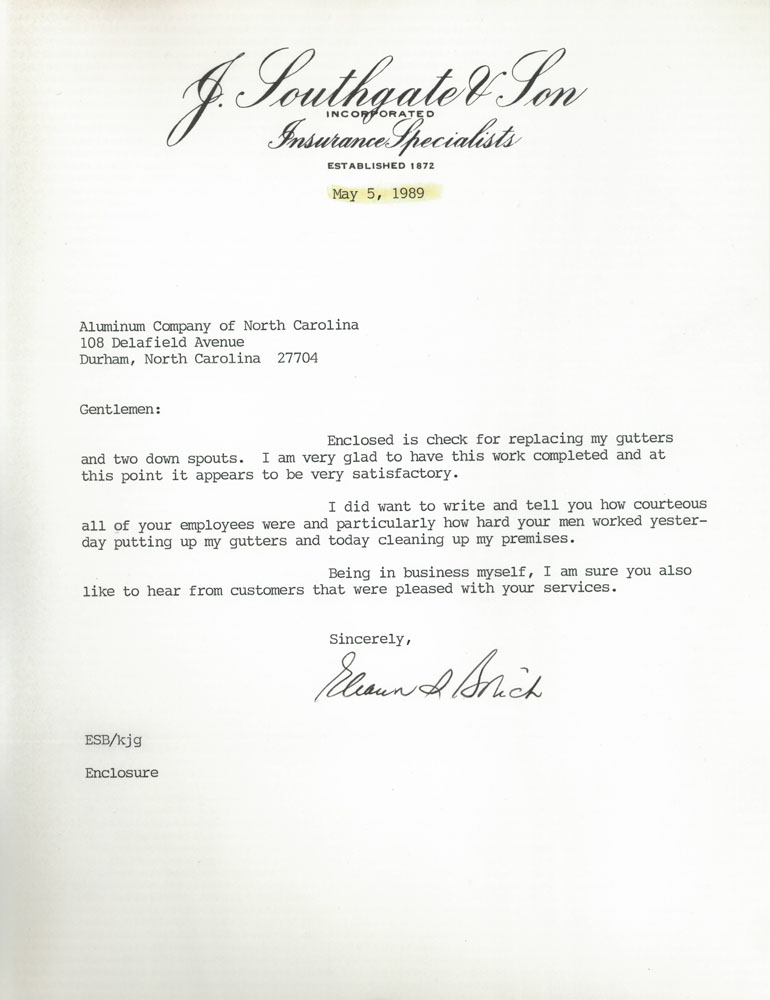 J. Southgate & Son
INCORPORATED
Insurance Specialists
ESTABLISHED 1872
May 5, 1989
Aluminum Company of North Carolina
108 Delafield Avenue
Durham, North Carolina 27704
Gentlemen:
Enclosed is check for replacing my gutters
and two down spouts. I am very glad to have this work completed and at
this point it appears to be very satisfactory.
I did want to write and tell you how courteous
all of your employees were and particularly how hard your men worked yester-
day putting up my gutters and today cleaning up my premises.
Being in business myself, I am sure you also
like to hear from customers that were pleased with your services.
Sincerely,
ESB/kjg
Enclosure